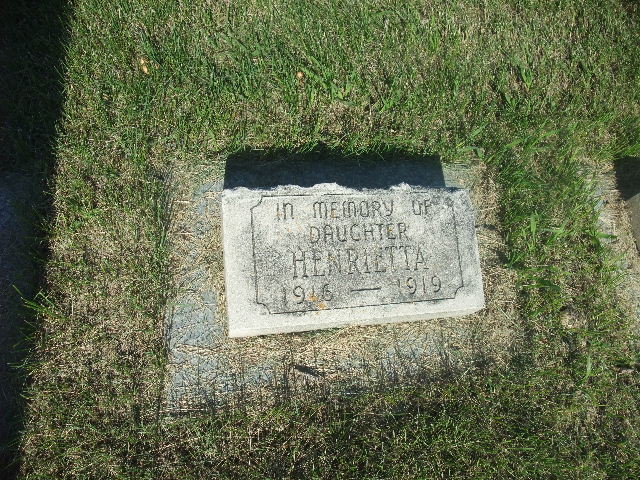 In MEMORY OF
DAUGHTER
HENRIETTA
1916 — 1919